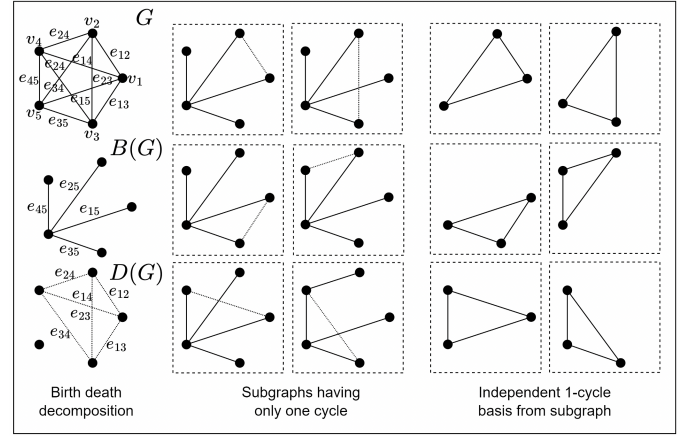 G
v₂
e₂₄
e₁₂
v₄
e₂₄
e₁₄
v₁
e₄₅
e₃₄
e₂₃
e₁₅
e₁₃
v₅
e₃₅
v₃
B(G)
e₂₅
e₄₅
e₁₅
e₃₅
D(G)
e₂₄
e₁₄
e₁₂
e₂₃
e₃₄
e₁₃
Birth death
decomposition
Subgraphs having
only one cycle
Independent 1-cycle
basis from subgraph